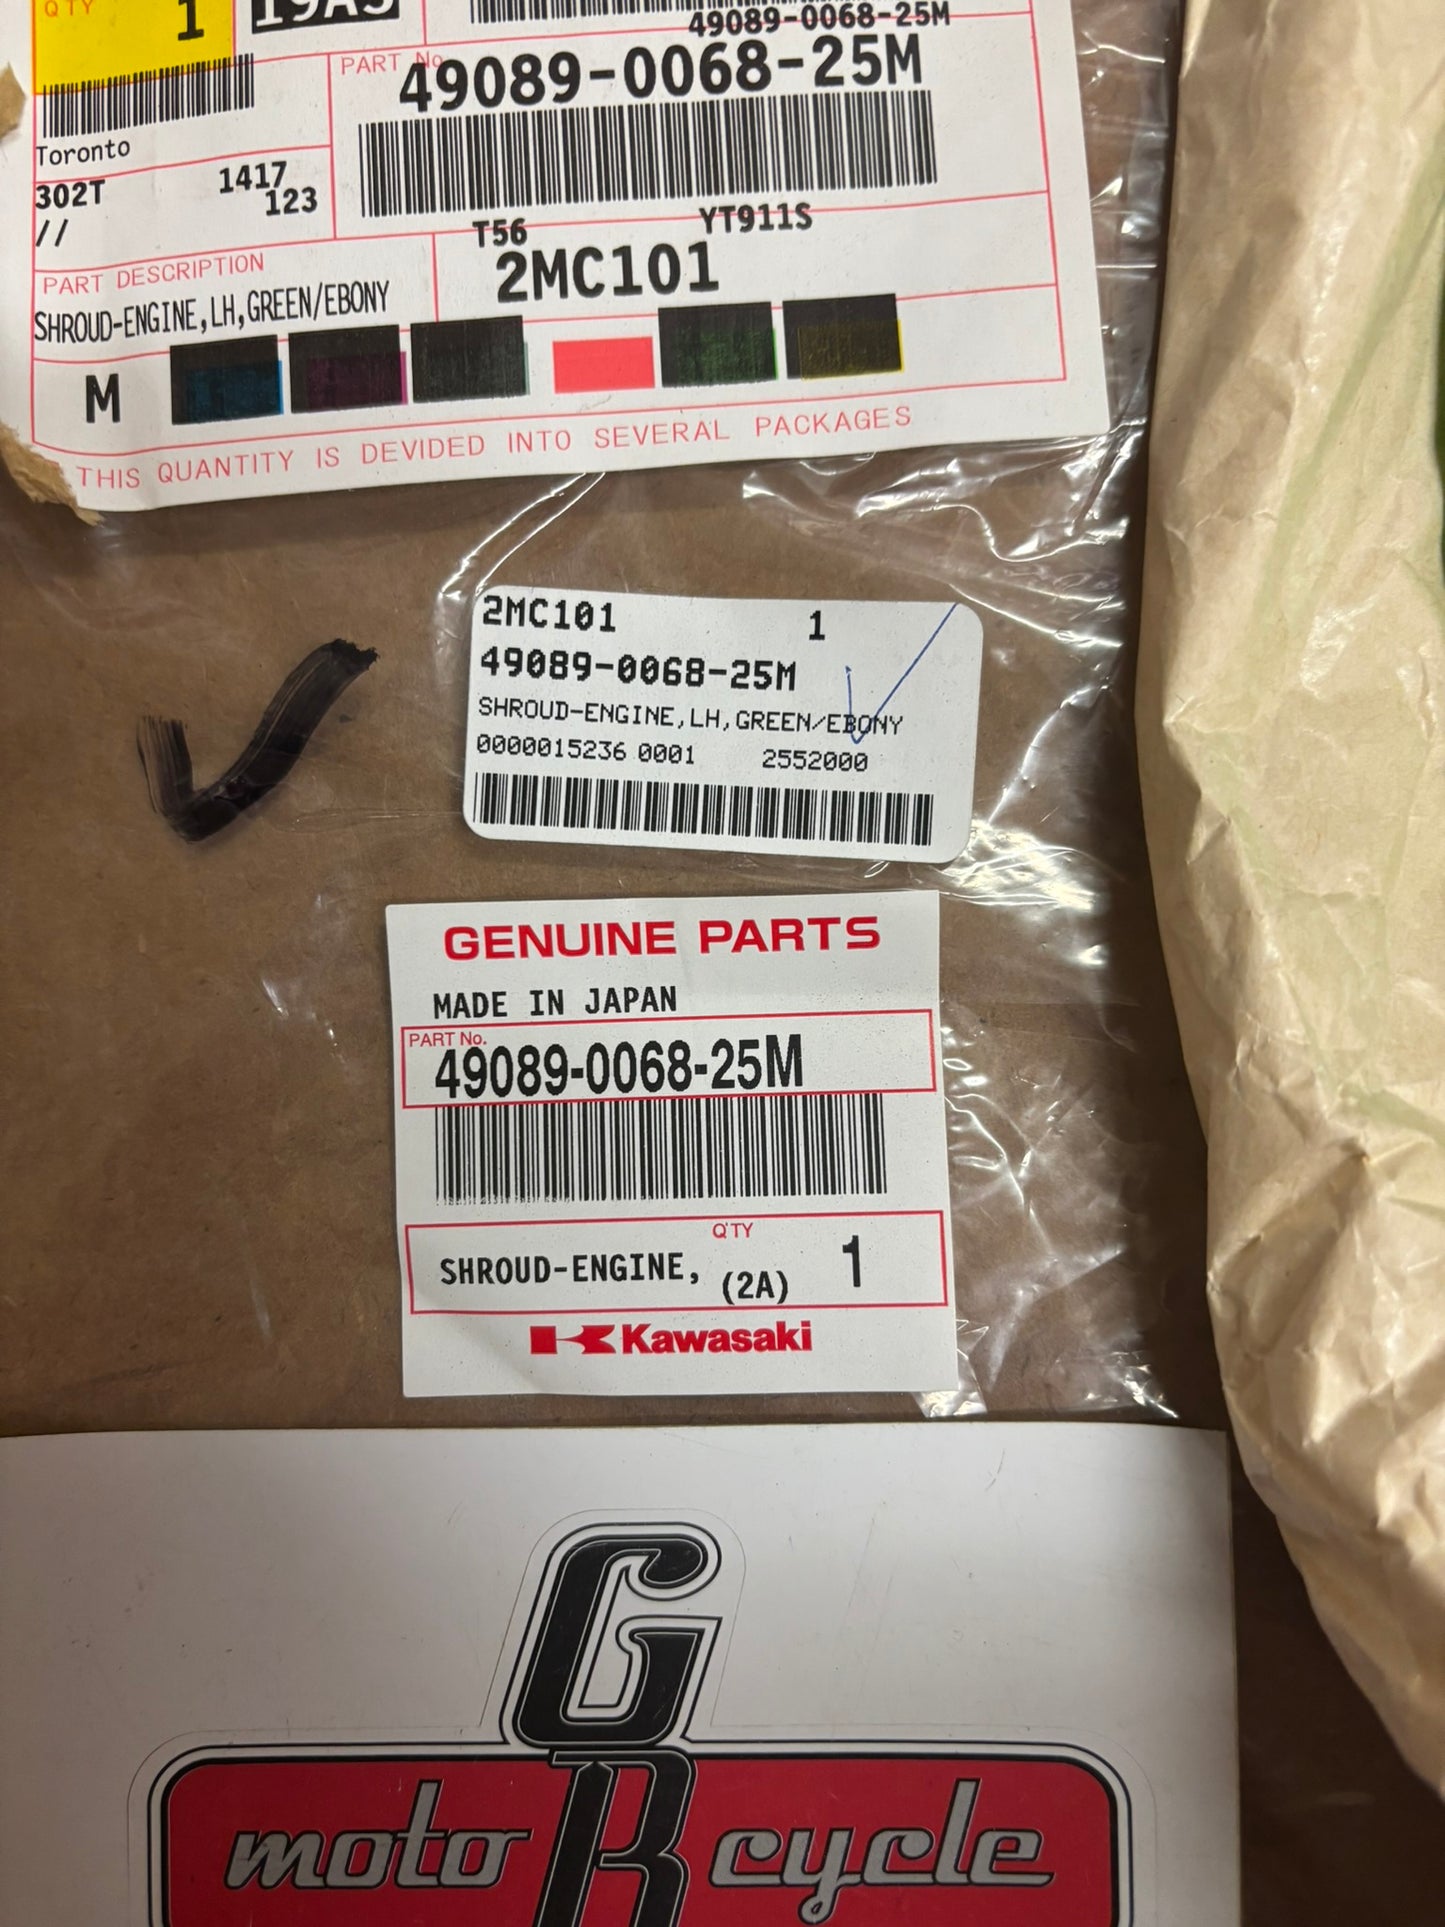 QTY
1
19A3
49089-0068-25M
PART No.
49089-0068-25M
Toronto
302T
1417
123
//
T56
YT911S
2MC101
PART DESCRIPTION
SHROUD-ENGINE,LH,GREEN/EBONY
M
THIS QUANTITY IS DEVIDED INTO SEVERAL PACKAGES
2MC101 1
49089-0068-25M
SHROUD-ENGINE,LH,GREEN/EBONY
0000015236 0001 2552000
GENUINE PARTS
MADE IN JAPAN
PART No.
49089-0068-25M
Q'TY
SHROUD-ENGINE, (2A) 1
Kawasaki
G
moto R cycle